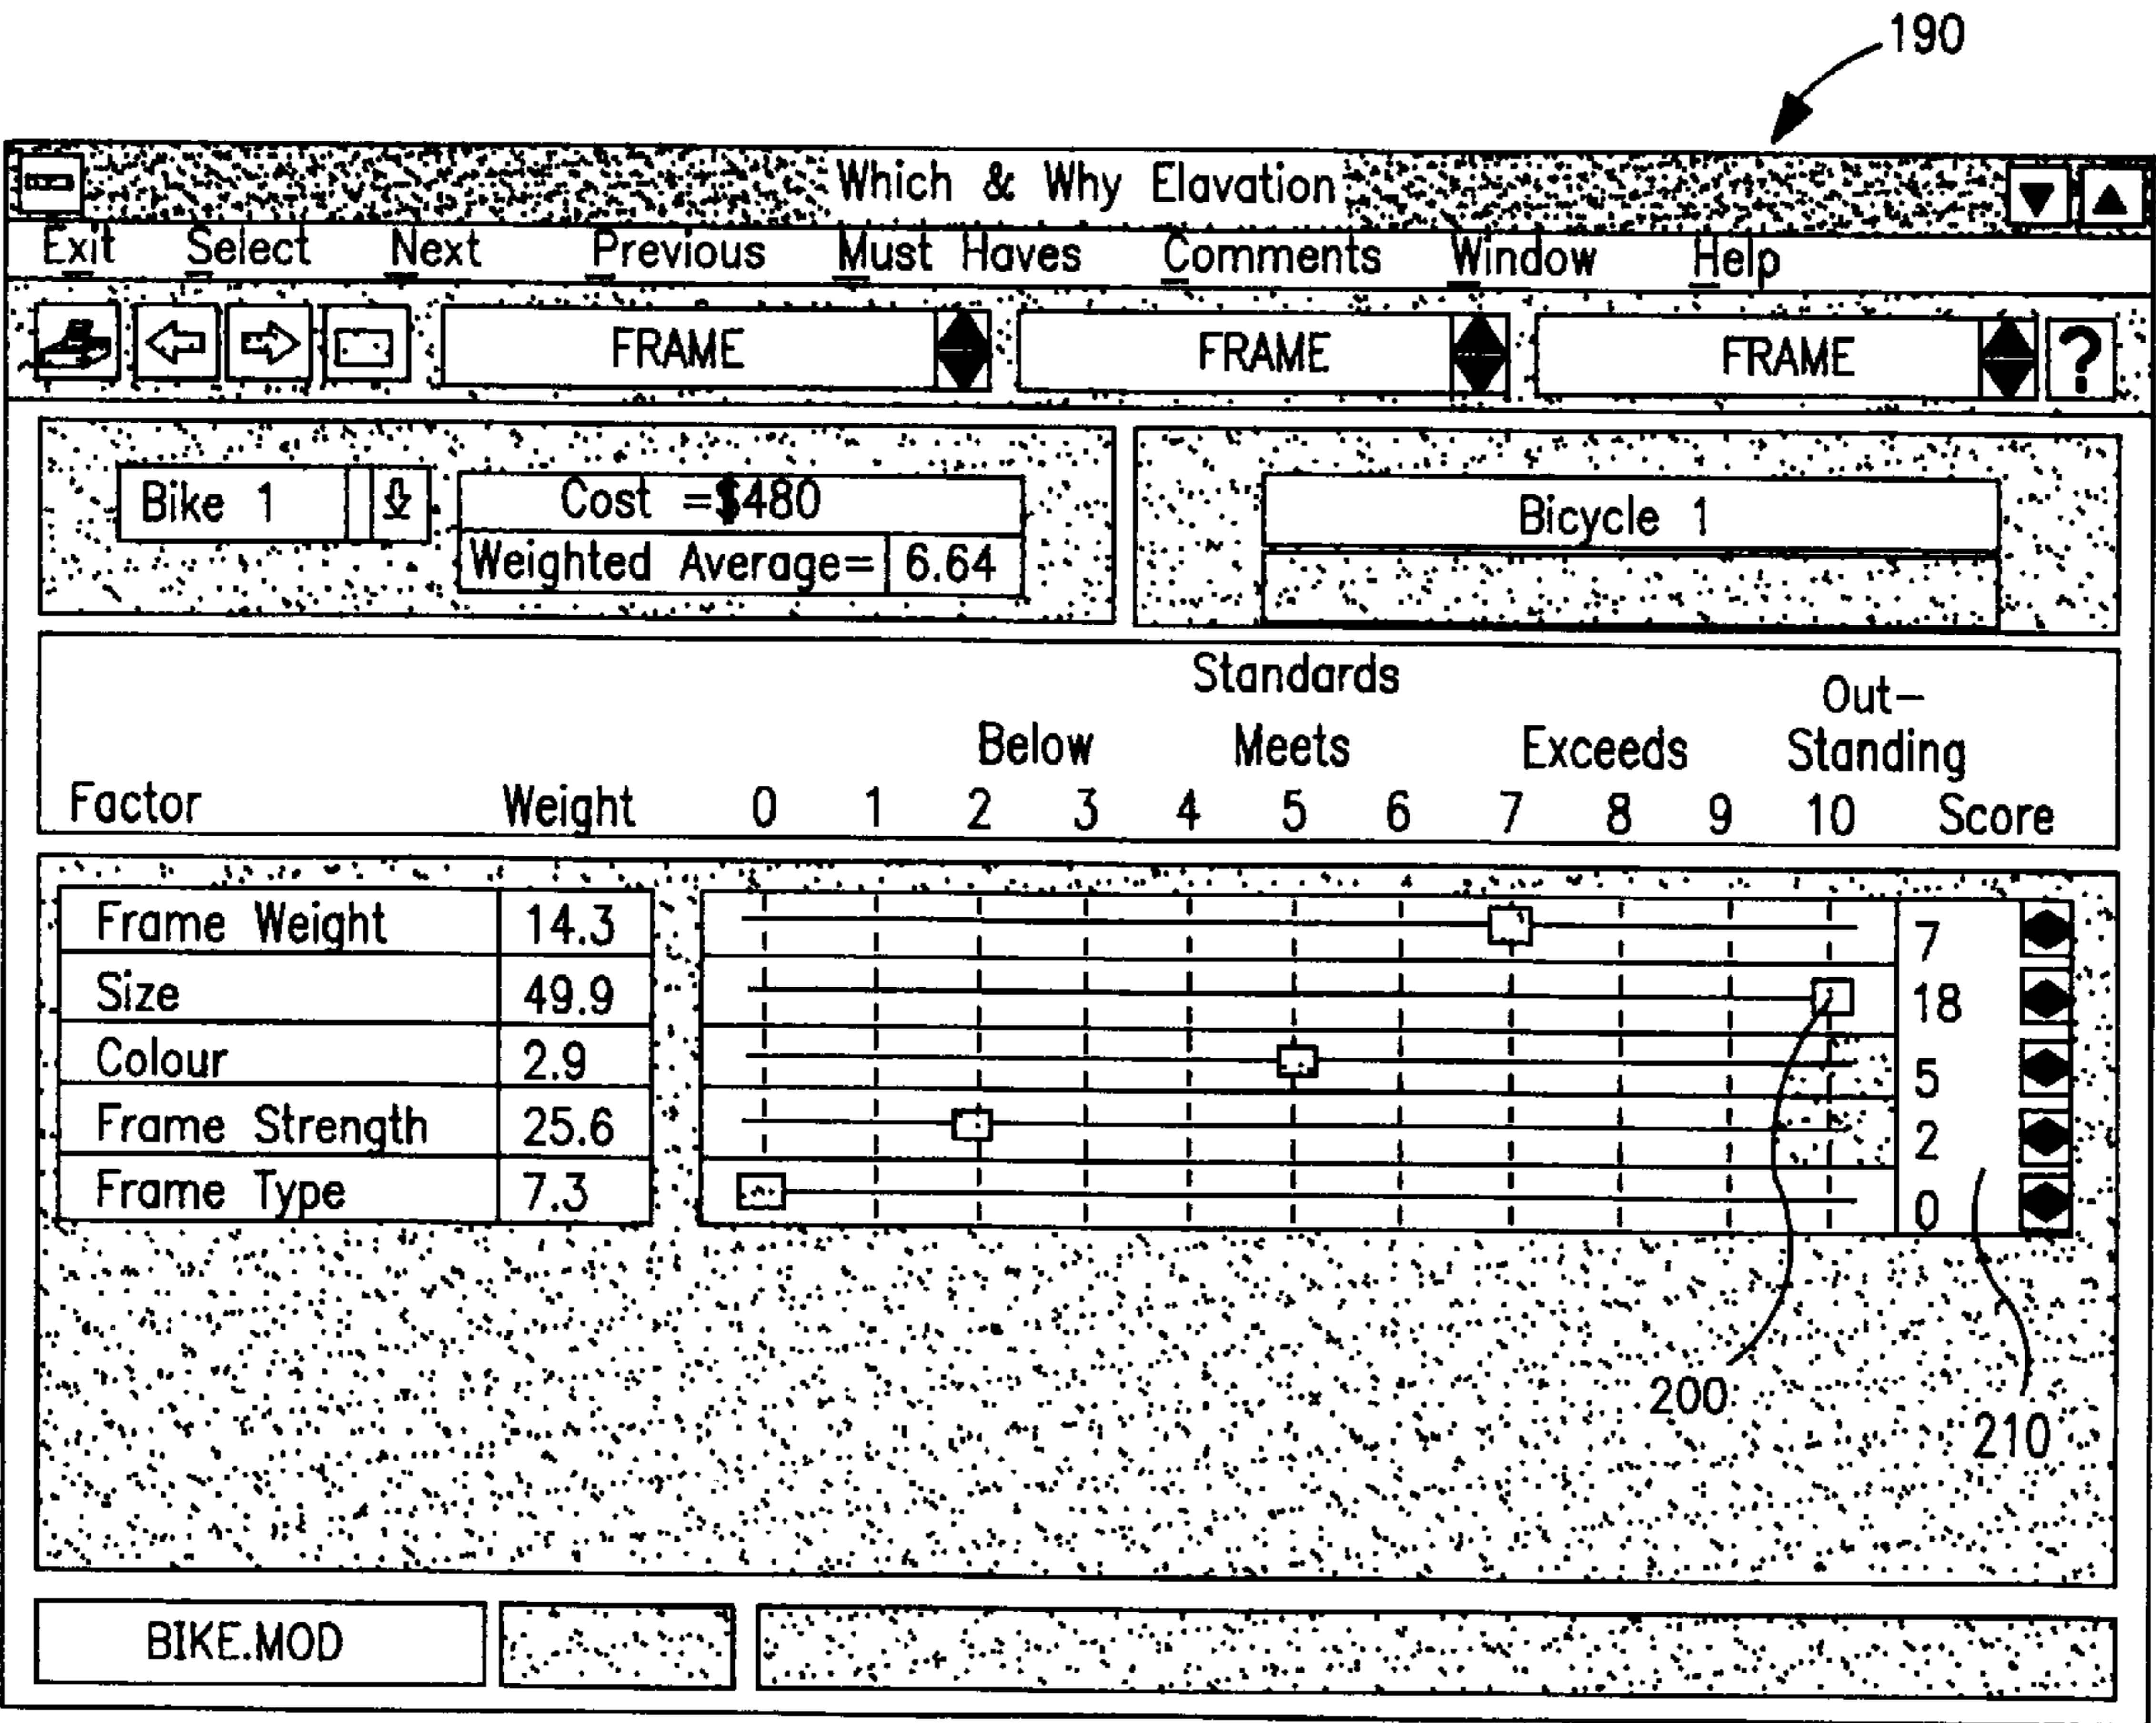 190
Which & Why Elavation
Exit Select Next Previous Must Haves Comments Window Help
FRAME FRAME FRAME ?
Bike 1 Cost =$480 Bicycle 1
Weighted Average= 6.64
Standards
Out-
Below Meets Exceeds Standing
Factor Weight 0 1 2 3 4 5 6 7 8 9 10 Score
Frame Weight 14.3 7
Size 49.9 18
Colour 2.9 5
Frame Strength 25.6 2
Frame Type 7.3 0
200
210
BIKE.MOD